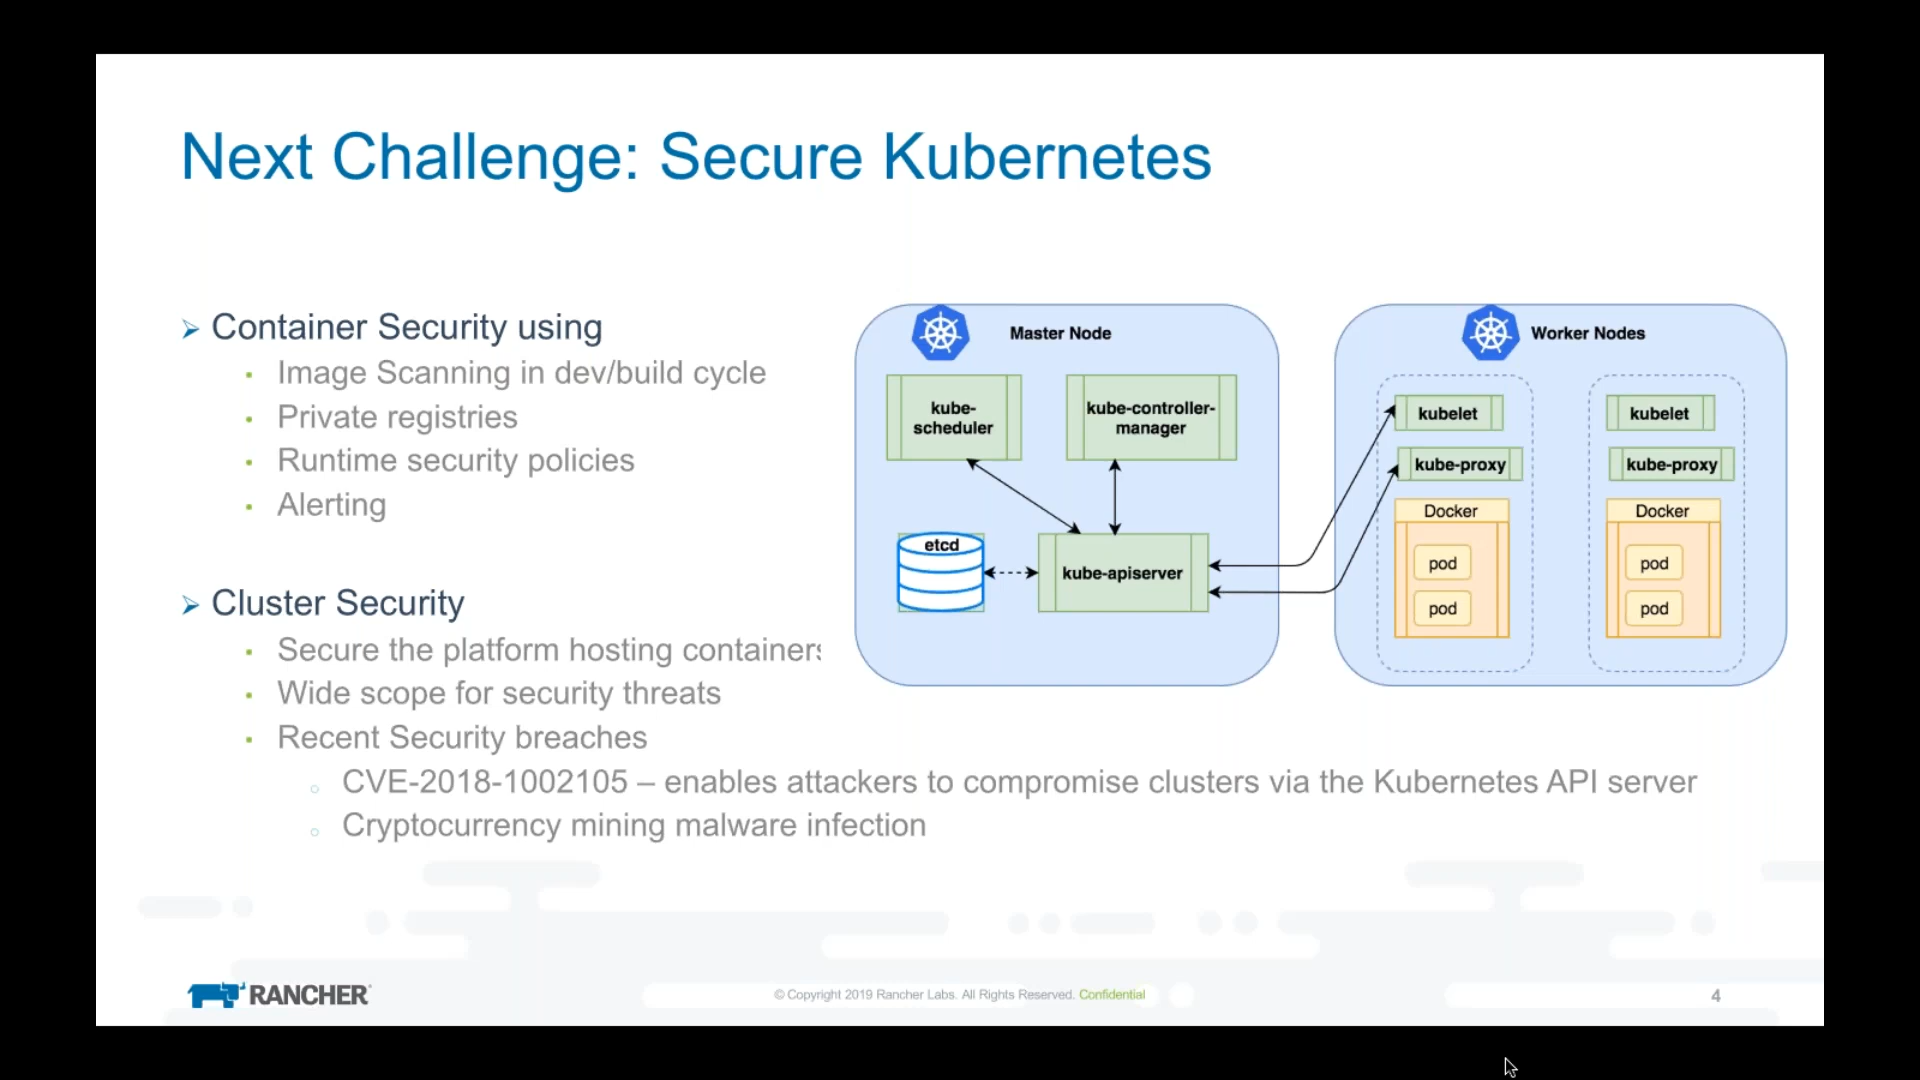 Next Challenge: Secure Kubernetes
Container Security using
Image Scanning in dev/build cycle
Private registries
Runtime security policies
Alerting
Cluster Security
Secure the platform hosting containers
Wide scope for security threats
Recent Security breaches
CVE-2018-1002105 – enables attackers to compromise clusters via the Kubernetes API server
Cryptocurrency mining malware infection
Master Node
kube-
scheduler
kube-controller-
manager
etcd
kube-apiserver
Worker Nodes
kubelet
kube-proxy
Docker
pod
pod
kubelet
kube-proxy
Docker
pod
pod
RANCHER
© Copyright 2019 Rancher Labs. All Rights Reserved. Confidential
4